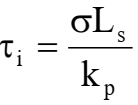 τᵢ = σLₛ / kₚ